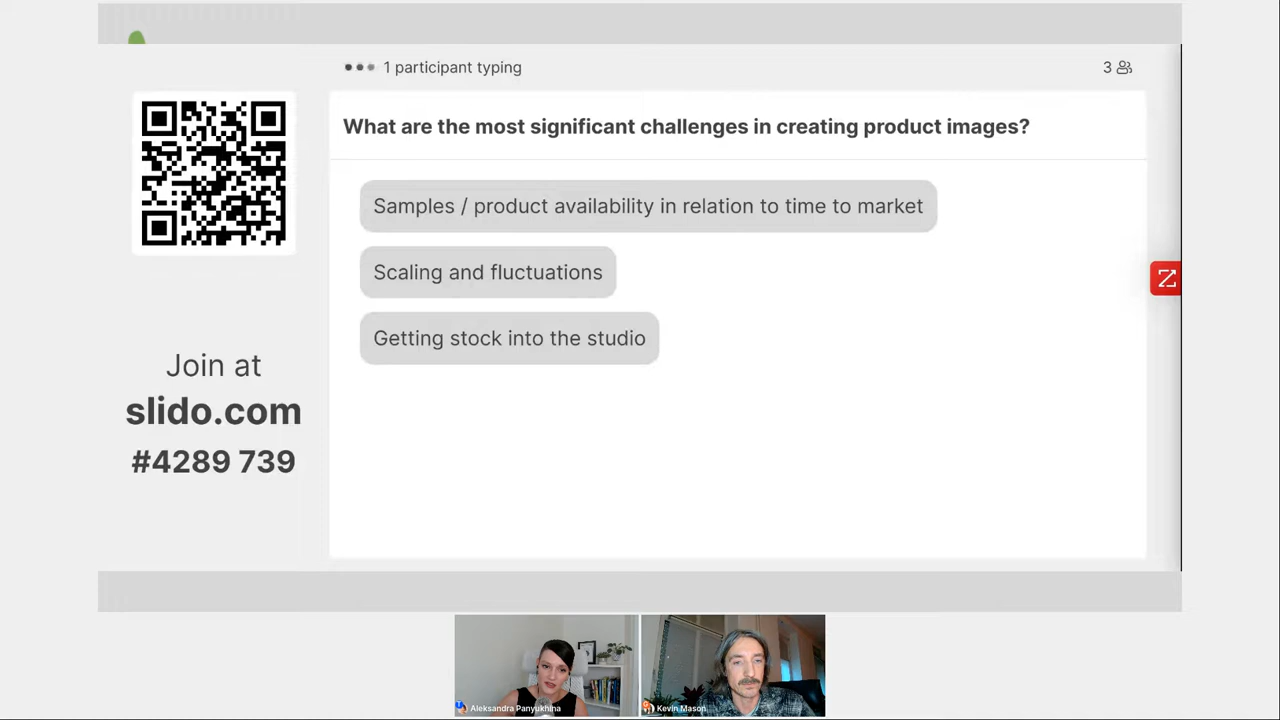 1 participant typing
3
What are the most significant challenges in creating product images?
Samples / product availability in relation to time to market
Scaling and fluctuations
Getting stock into the studio
Join at
slido.com
#4289 739
Aleksandra Panyukhina
Kevin Mason